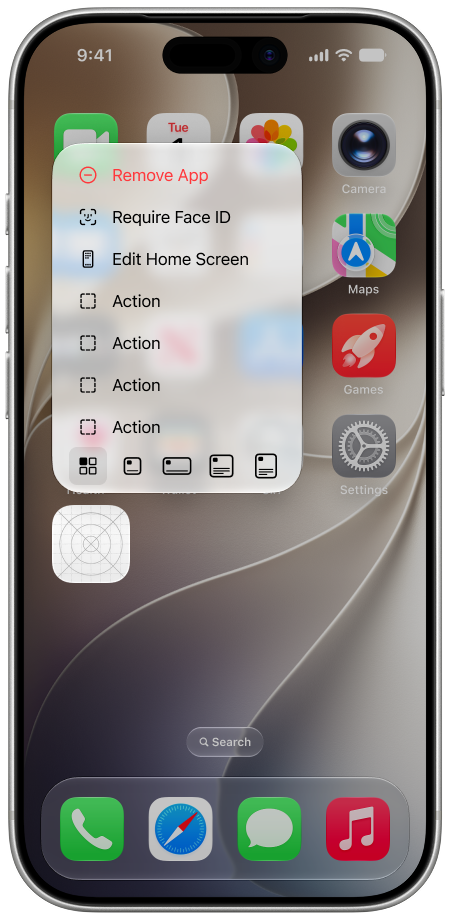 9:41
Tue
Camera
Remove App
Require Face ID
Maps
Edit Home Screen
Action
Action
Games
Action
Action
Settings
Search